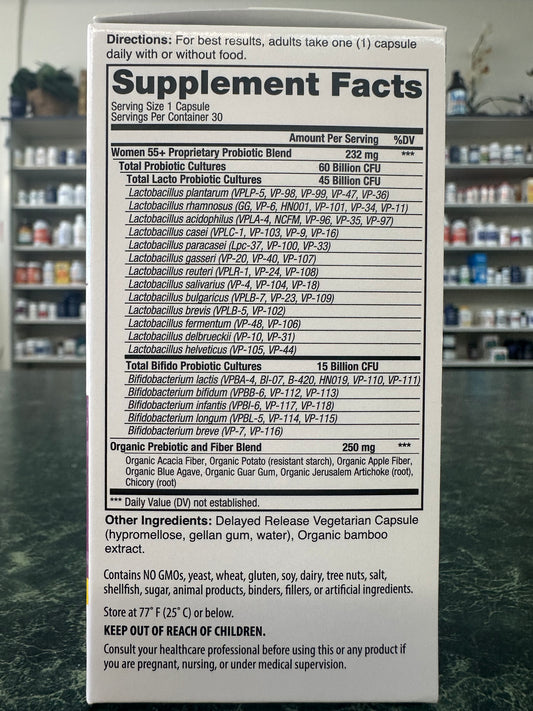 Directions: For best results, adults take one (1) capsule
daily with or without food.
Supplement Facts
Serving Size 1 Capsule
Servings Per Container 30
Amount Per Serving %DV
Women 55+ Proprietary Probiotic Blend 232 mg ***
Total Probiotic Cultures 60 Billion CFU
Total Lacto Probiotic Cultures 45 Billion CFU
Lactobacillus plantarum (VPLP-5, VP-98, VP-99, VP-47, VP-36)
Lactobacillus rhamnosus (GG, VP-6, HN001, VP-101, VP-34, VP-11)
Lactobacillus acidophilus (VPLA-4, NCFM, VP-96, VP-35, VP-97)
Lactobacillus casei (VPLC-1, VP-103, VP-9, VP-16)
Lactobacillus paracasei (Lpc-37, VP-100, VP-33)
Lactobacillus gasseri (VP-20, VP-40, VP-107)
Lactobacillus reuteri (VPLR-1, VP-24, VP-108)
Lactobacillus salivarius (VP-4, VP-104, VP-18)
Lactobacillus bulgaricus (VPLB-7, VP-23, VP-109)
Lactobacillus brevis (VPLB-5, VP-102)
Lactobacillus fermentum (VP-48, VP-106)
Lactobacillus delbrueckii (VP-10, VP-31)
Lactobacillus helveticus (VP-105, VP-44)
Total Bifido Probiotic Cultures 15 Billion CFU
Bifidobacterium lactis (VPBA-4, BI-07, B-420, HN019, VP-110, VP-111)
Bifidobacterium bifidum (VPBB-6, VP-112, VP-113)
Bifidobacterium infantis (VPBI-6, VP-117, VP-118)
Bifidobacterium longum (VPBL-5, VP-114, VP-115)
Bifidobacterium breve (VP-7, VP-116)
Organic Prebiotic and Fiber Blend 250 mg ***
Organic Acacia Fiber, Organic Potato (resistant starch), Organic Apple Fiber,
Organic Blue Agave, Organic Guar Gum, Organic Jerusalem Artichoke (root),
Chicory (root)
*** Daily Value (DV) not established.
Other Ingredients: Delayed Release Vegetarian Capsule
(hypromellose, gellan gum, water), Organic bamboo
extract.
Contains NO GMOs, yeast, wheat, gluten, soy, dairy, tree nuts, salt,
shellfish, sugar, animal products, binders, fillers, or artificial ingredients.
Store at 77˚ F (25˚ C) or below.
KEEP OUT OF REACH OF CHILDREN.
Consult your healthcare professional before using this or any product if
you are pregnant, nursing, or under medical supervision.